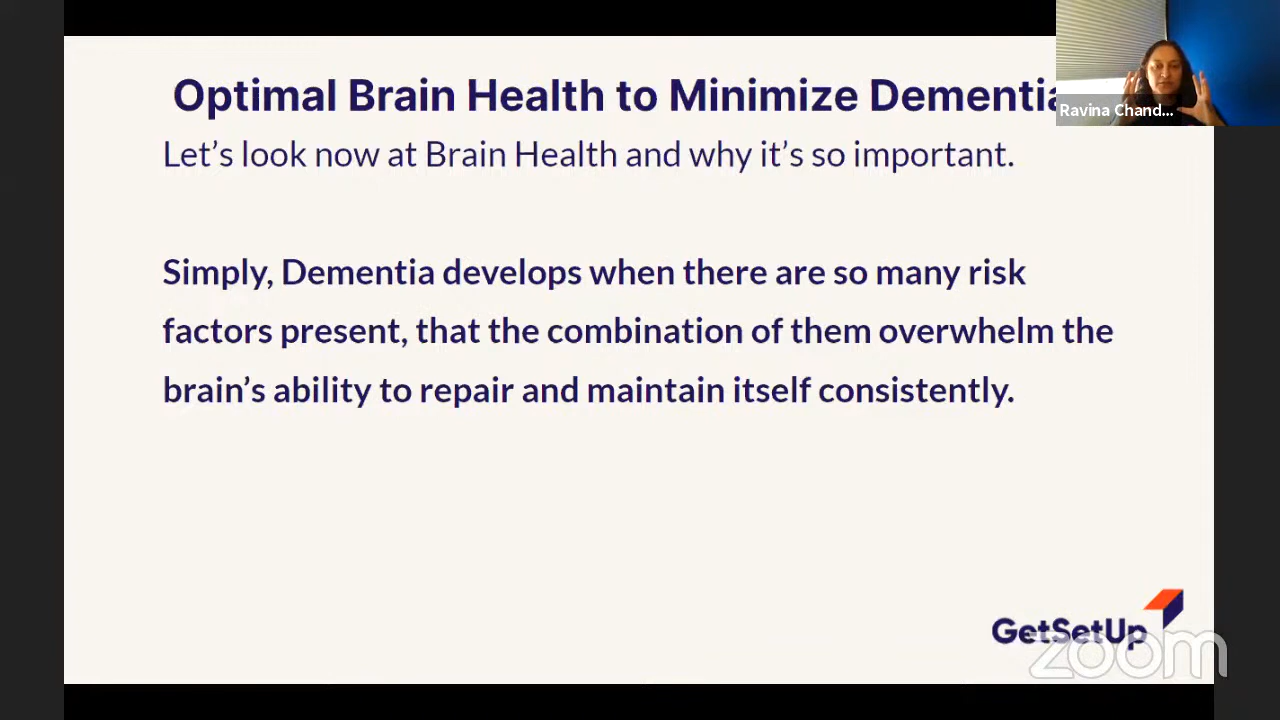 Optimal Brain Health to Minimize Dementia
Ravina Chand...
Let's look now at Brain Health and why it's so important.
Simply, Dementia develops when there are so many risk
factors present, that the combination of them overwhelm the
brain's ability to repair and maintain itself consistently.
GetSetUp
zoom